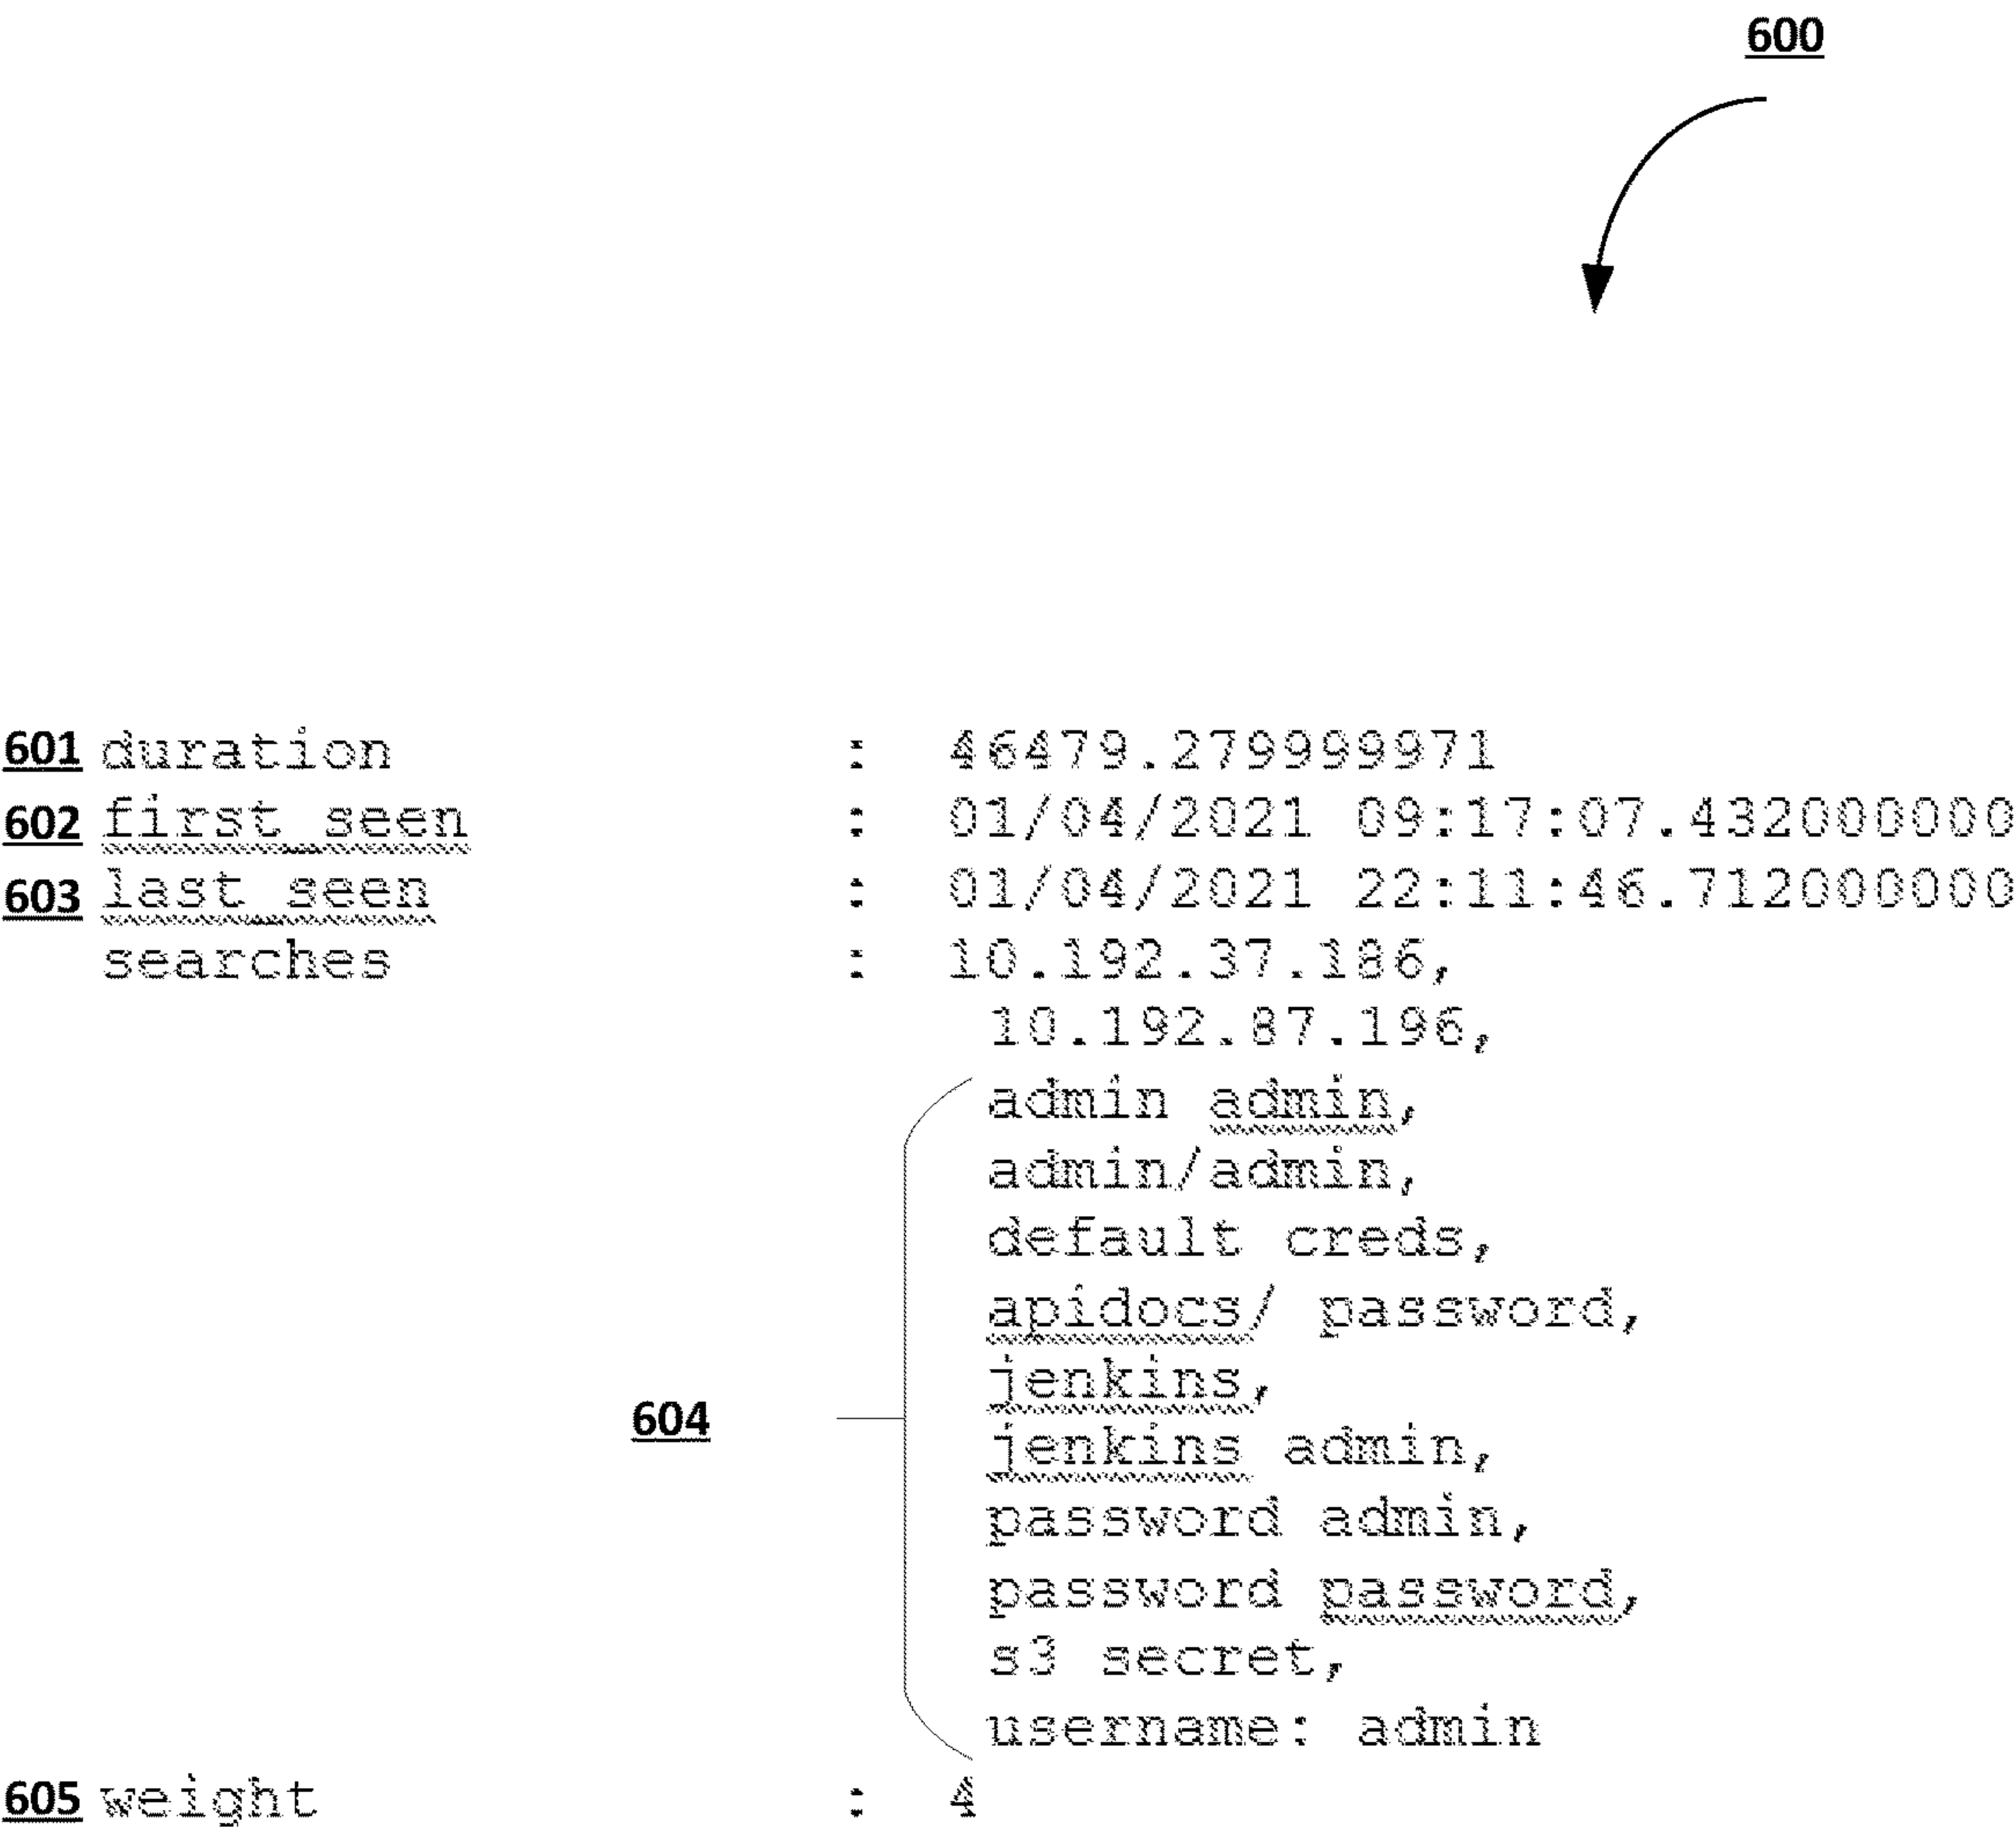 600
601 duration : 46479.279999971
602 first_seen : 01/04/2021 09:17:07.432000000
603 last_seen : 01/04/2021 22:11:46.712000000
searches : 10.192.37.186,
10.192.87.196,
admin admin,
admin/admin,
default creds,
apidocs/ password,
jenkins,
604 jenkins admin,
password admin,
password password,
s3 secret,
username: admin
605 weight : 4